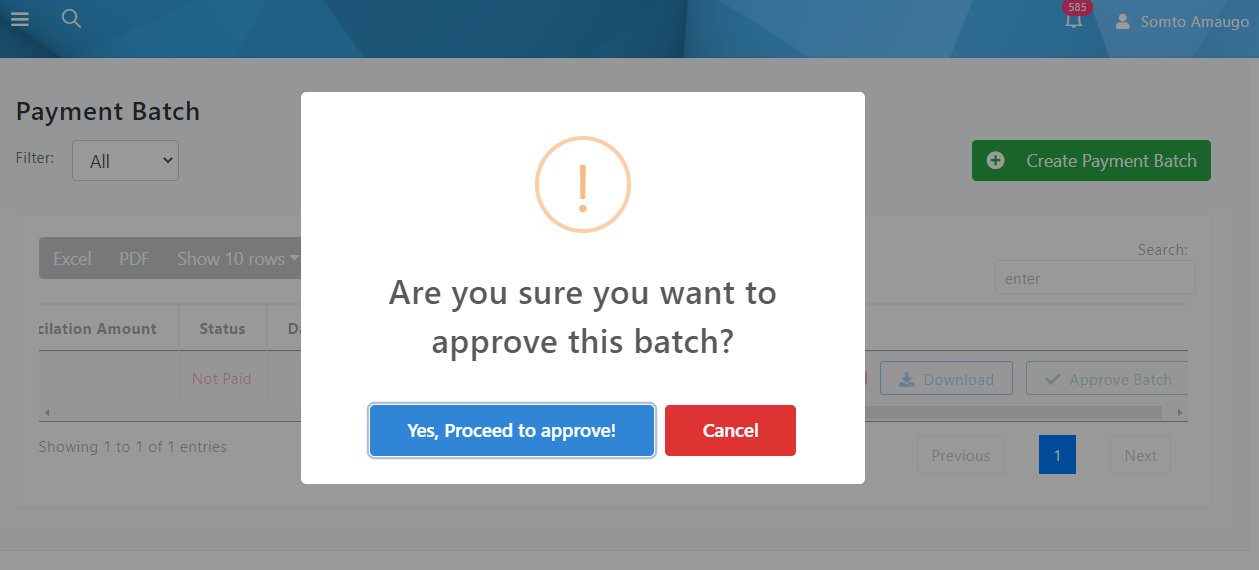 585
Somto Amaugo
Payment Batch
Filter:
All
Create Payment Batch
Excel PDF Show 10 rows
Search:
enter
cilation Amount Status
Not Paid
Download Approve Batch
Showing 1 to 1 of 1 entries
Previous 1 Next
!
Are you sure you want to
approve this batch?
Yes, Proceed to approve! Cancel